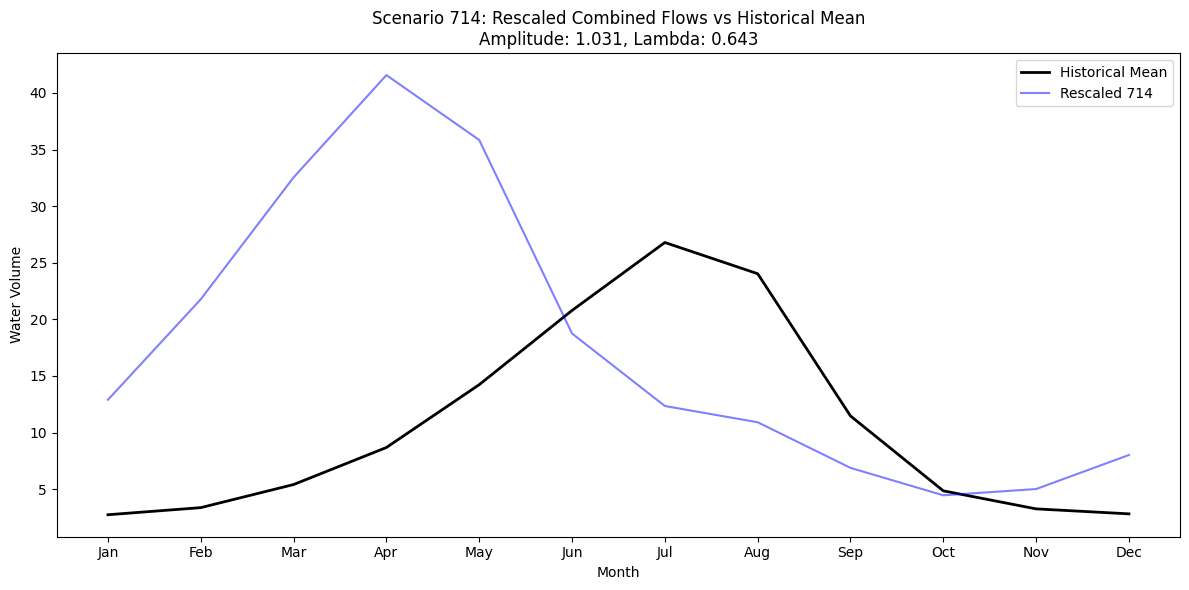 Scenario 714: Rescaled Combined Flows vs Historical Mean
Amplitude: 1.031, Lambda: 0.643
Historical Mean
Rescaled 714
Water Volume
40
35
30
25
20
15
10
5
Jan Feb Mar Apr May Jun Jul Aug Sep Oct Nov Dec
Month